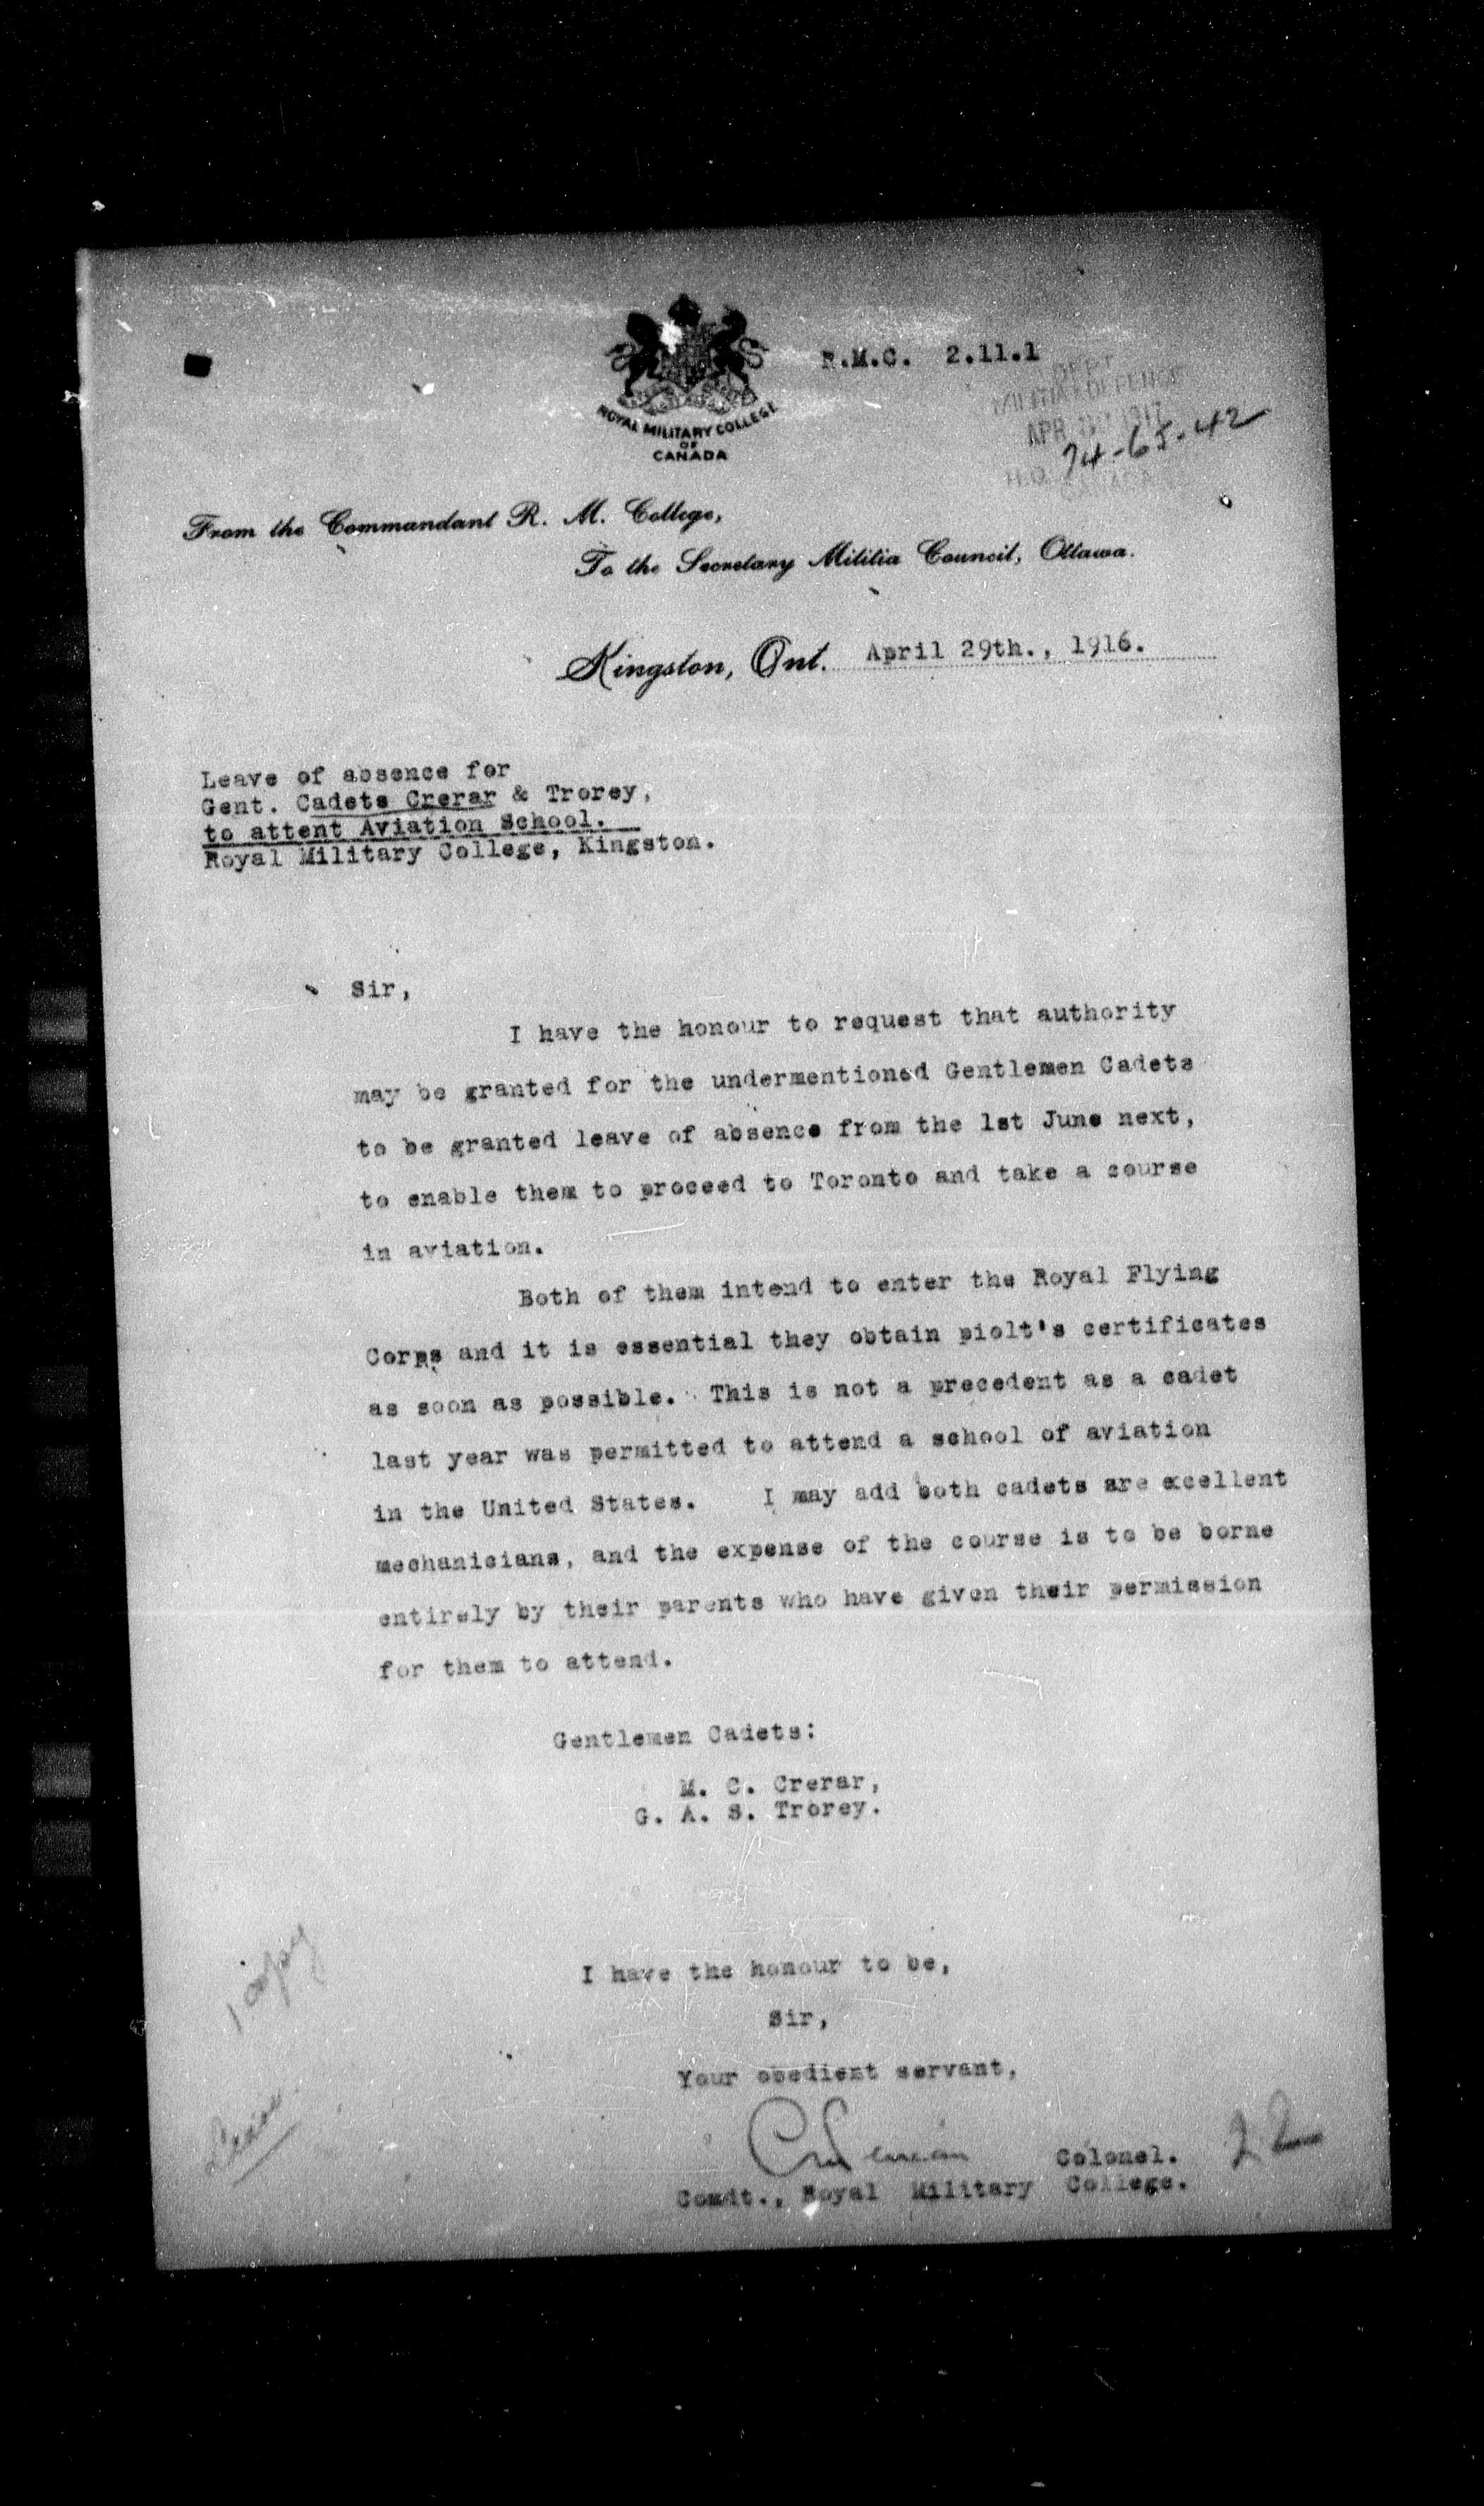 R.M.C. 2.11.1
DEPT
MILITIA & DEFENCE
APR 1917
74-65-42
H.Q.
CANADA
ROYAL MILITARY COLLEGE
OF
CANADA
From the Commandant R. M. College,
To the Secretary Militia Council, Ottawa.
Kingston, Ont. April 29th., 1916.
Leave of absence for
Gent. Cadets Crerar & Trorey,
to attent Aviation School.
Royal Military College, Kingston.
Sir,
I have the honour to request that authority
may be granted for the undermentioned Gentlemen Cadets
to be granted leave of absence from the 1st June next,
to enable them to proceed to Toronto and take a course
in aviation.
Both of them intend to enter the Royal Flying
Corps and it is essential they obtain piolt's certificates
as soon as possible. This is not a precedent as a cadet
last year was permitted to attend a school of aviation
in the United States. I may add both cadets are excellent
mechanicians, and the expense of the course is to be borne
entirely by their parents who have given their permission
for them to attend.
Gentlemen Cadets:
M. C. Crerar,
G. A. S. Trorey.
1 copy
I have the honour to be,
Sir,
Your obedient servant,
Colonel. 22
Comdt., Royal Military College.